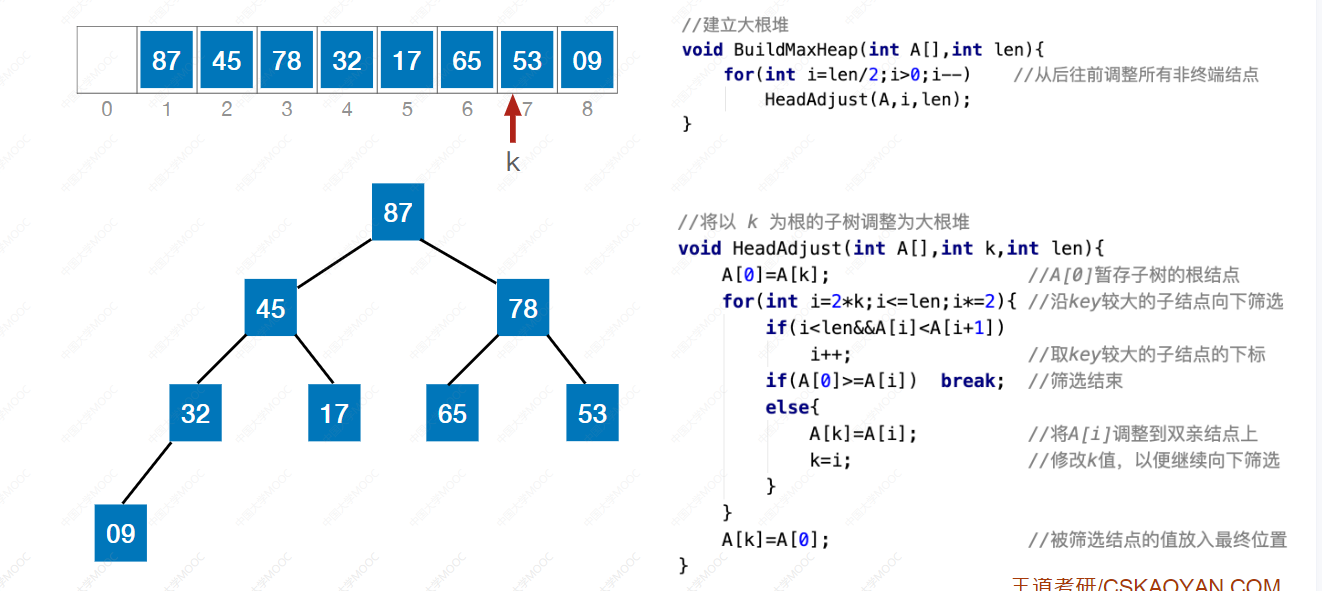 87 45 78 32 17 65 53 09
0 1 2 3 4 5 6 7 8
k
87
45 78
32 17 65 53
09
//建立大根堆
void BuildMaxHeap(int A[],int len){
for(int i=len/2;i>0;i--) //从后往前调整所有非终端结点
HeadAdjust(A,i,len);
}
//将以 k 为根的子树调整为大根堆
void HeadAdjust(int A[],int k,int len){
A[0]=A[k]; //A[0]暂存子树的根结点
for(int i=2*k;i<=len;i*=2){ //沿key较大的子结点向下筛选
if(i<len&&A[i]<A[i+1])
i++; //取key较大的子结点的下标
if(A[0]>=A[i]) break; //筛选结束
else{
A[k]=A[i]; //将A[i]调整到双亲结点上
k=i; //修改k值，以便继续向下筛选
}
}
A[k]=A[0]; //被筛选结点的值放入最终位置
}
王道考研/CSKAOYAN.COM
中国大学MOOC